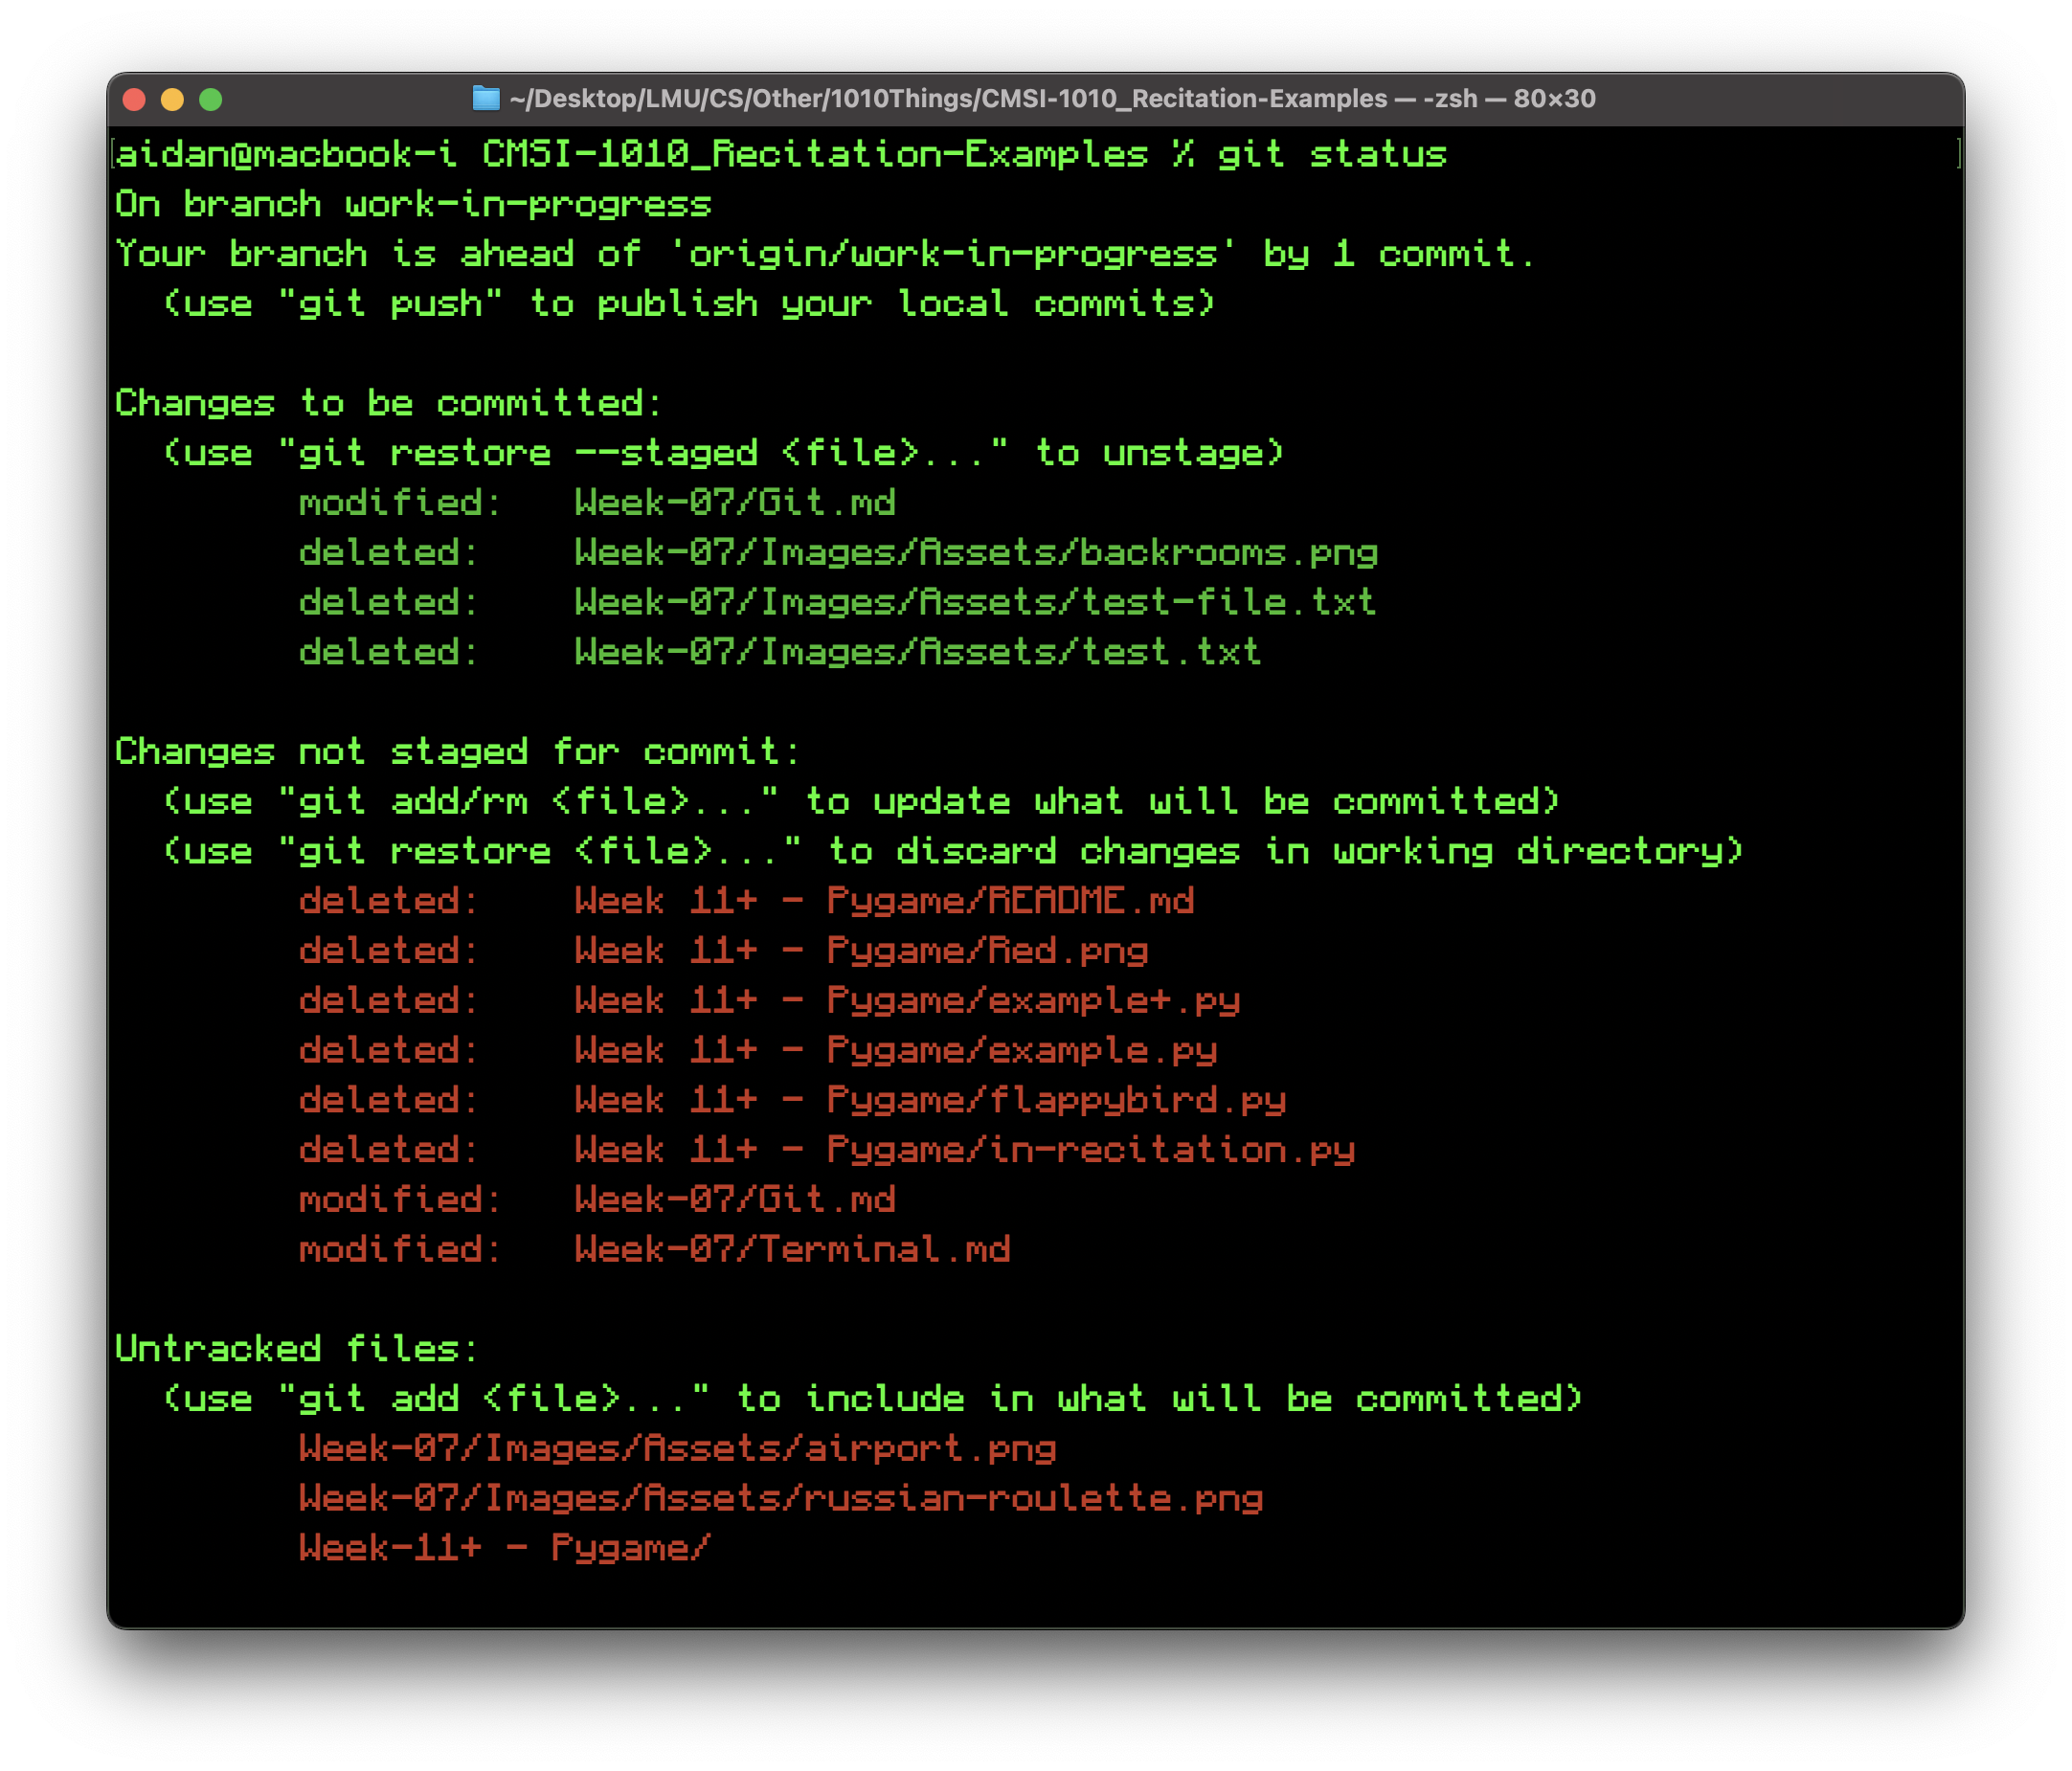 ~/Desktop/LMU/CS/Other/1010Things/CMSI-1010_Recitation-Examples — -zsh — 80×30
[aidan@macbook-i CMSI-1010_Recitation-Examples % git status ]
On branch work-in-progress
Your branch is ahead of 'origin/work-in-progress' by 1 commit.
  (use "git push" to publish your local commits)

Changes to be committed:
  (use "git restore --staged <file>..." to unstage)
        modified:   Week-07/Git.md
        deleted:    Week-07/Images/Assets/backrooms.png
        deleted:    Week-07/Images/Assets/test-file.txt
        deleted:    Week-07/Images/Assets/test.txt

Changes not staged for commit:
  (use "git add/rm <file>..." to update what will be committed)
  (use "git restore <file>..." to discard changes in working directory)
        deleted:    Week 11+ - Pygame/README.md
        deleted:    Week 11+ - Pygame/Red.png
        deleted:    Week 11+ - Pygame/example+.py
        deleted:    Week 11+ - Pygame/example.py
        deleted:    Week 11+ - Pygame/flappybird.py
        deleted:    Week 11+ - Pygame/in-recitation.py
        modified:   Week-07/Git.md
        modified:   Week-07/Terminal.md

Untracked files:
  (use "git add <file>..." to include in what will be committed)
        Week-07/Images/Assets/airport.png
        Week-07/Images/Assets/russian-roulette.png
        Week-11+ - Pygame/